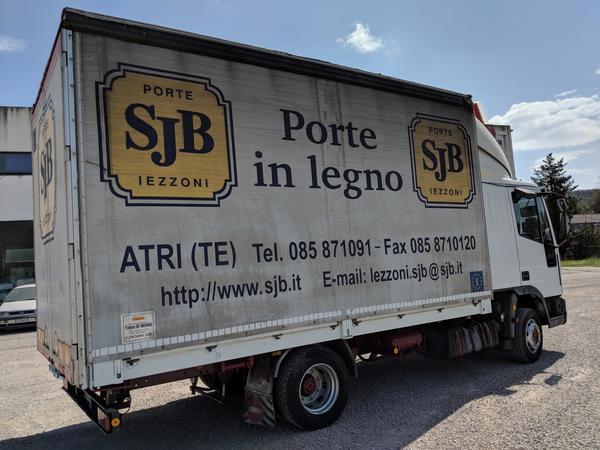 PORTE
SJB
IEZZONI
Porte
in legno
PORTE
SJB
IEZZONI
ATRI (TE) Tel. 085 871091 - Fax 085 8710120
http://www.sjb.it E-mail: Iezzoni.sjb@sjb.it